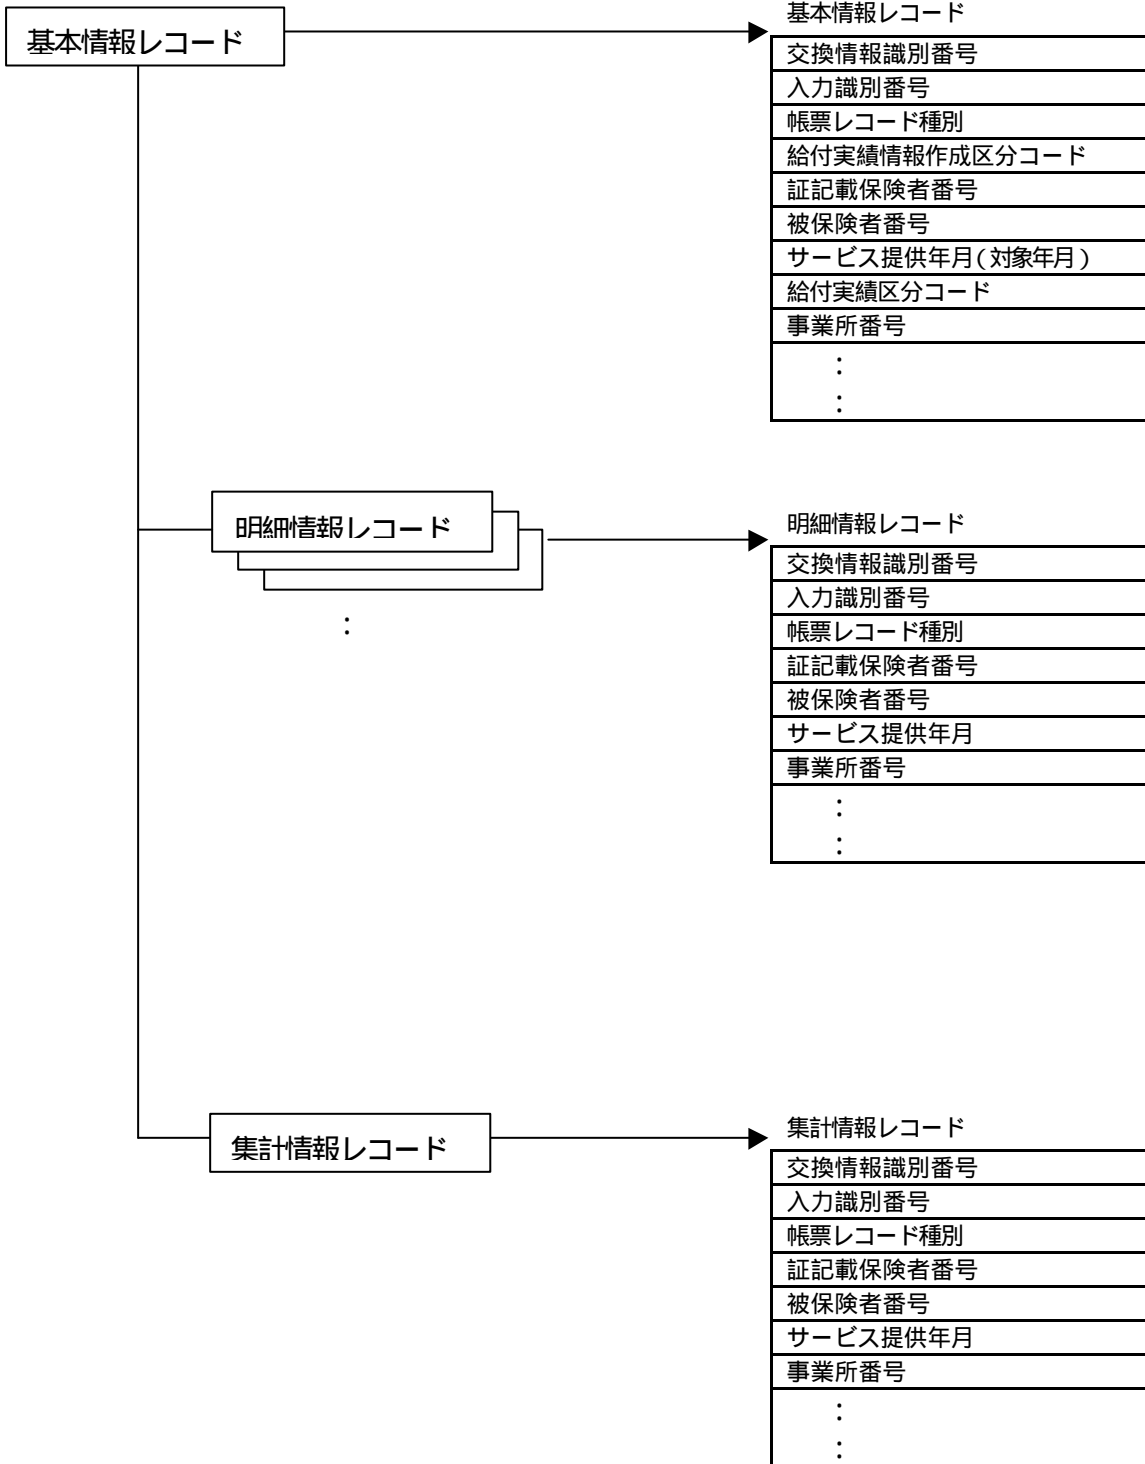 基本情報レコード
基本情報レコード
交換情報識別番号
入力識別番号
帳票レコード種別
給付実績情報作成区分コード
証記載保険者番号
被保険者番号
サービス提供年月(対象年月)
給付実績区分コード
事業所番号
：
：
明細情報レコード
：
明細情報レコード
交換情報識別番号
入力識別番号
帳票レコード種別
証記載保険者番号
被保険者番号
サービス提供年月
事業所番号
：
：
集計情報レコード
集計情報レコード
交換情報識別番号
入力識別番号
帳票レコード種別
証記載保険者番号
被保険者番号
サービス提供年月
事業所番号
：
：